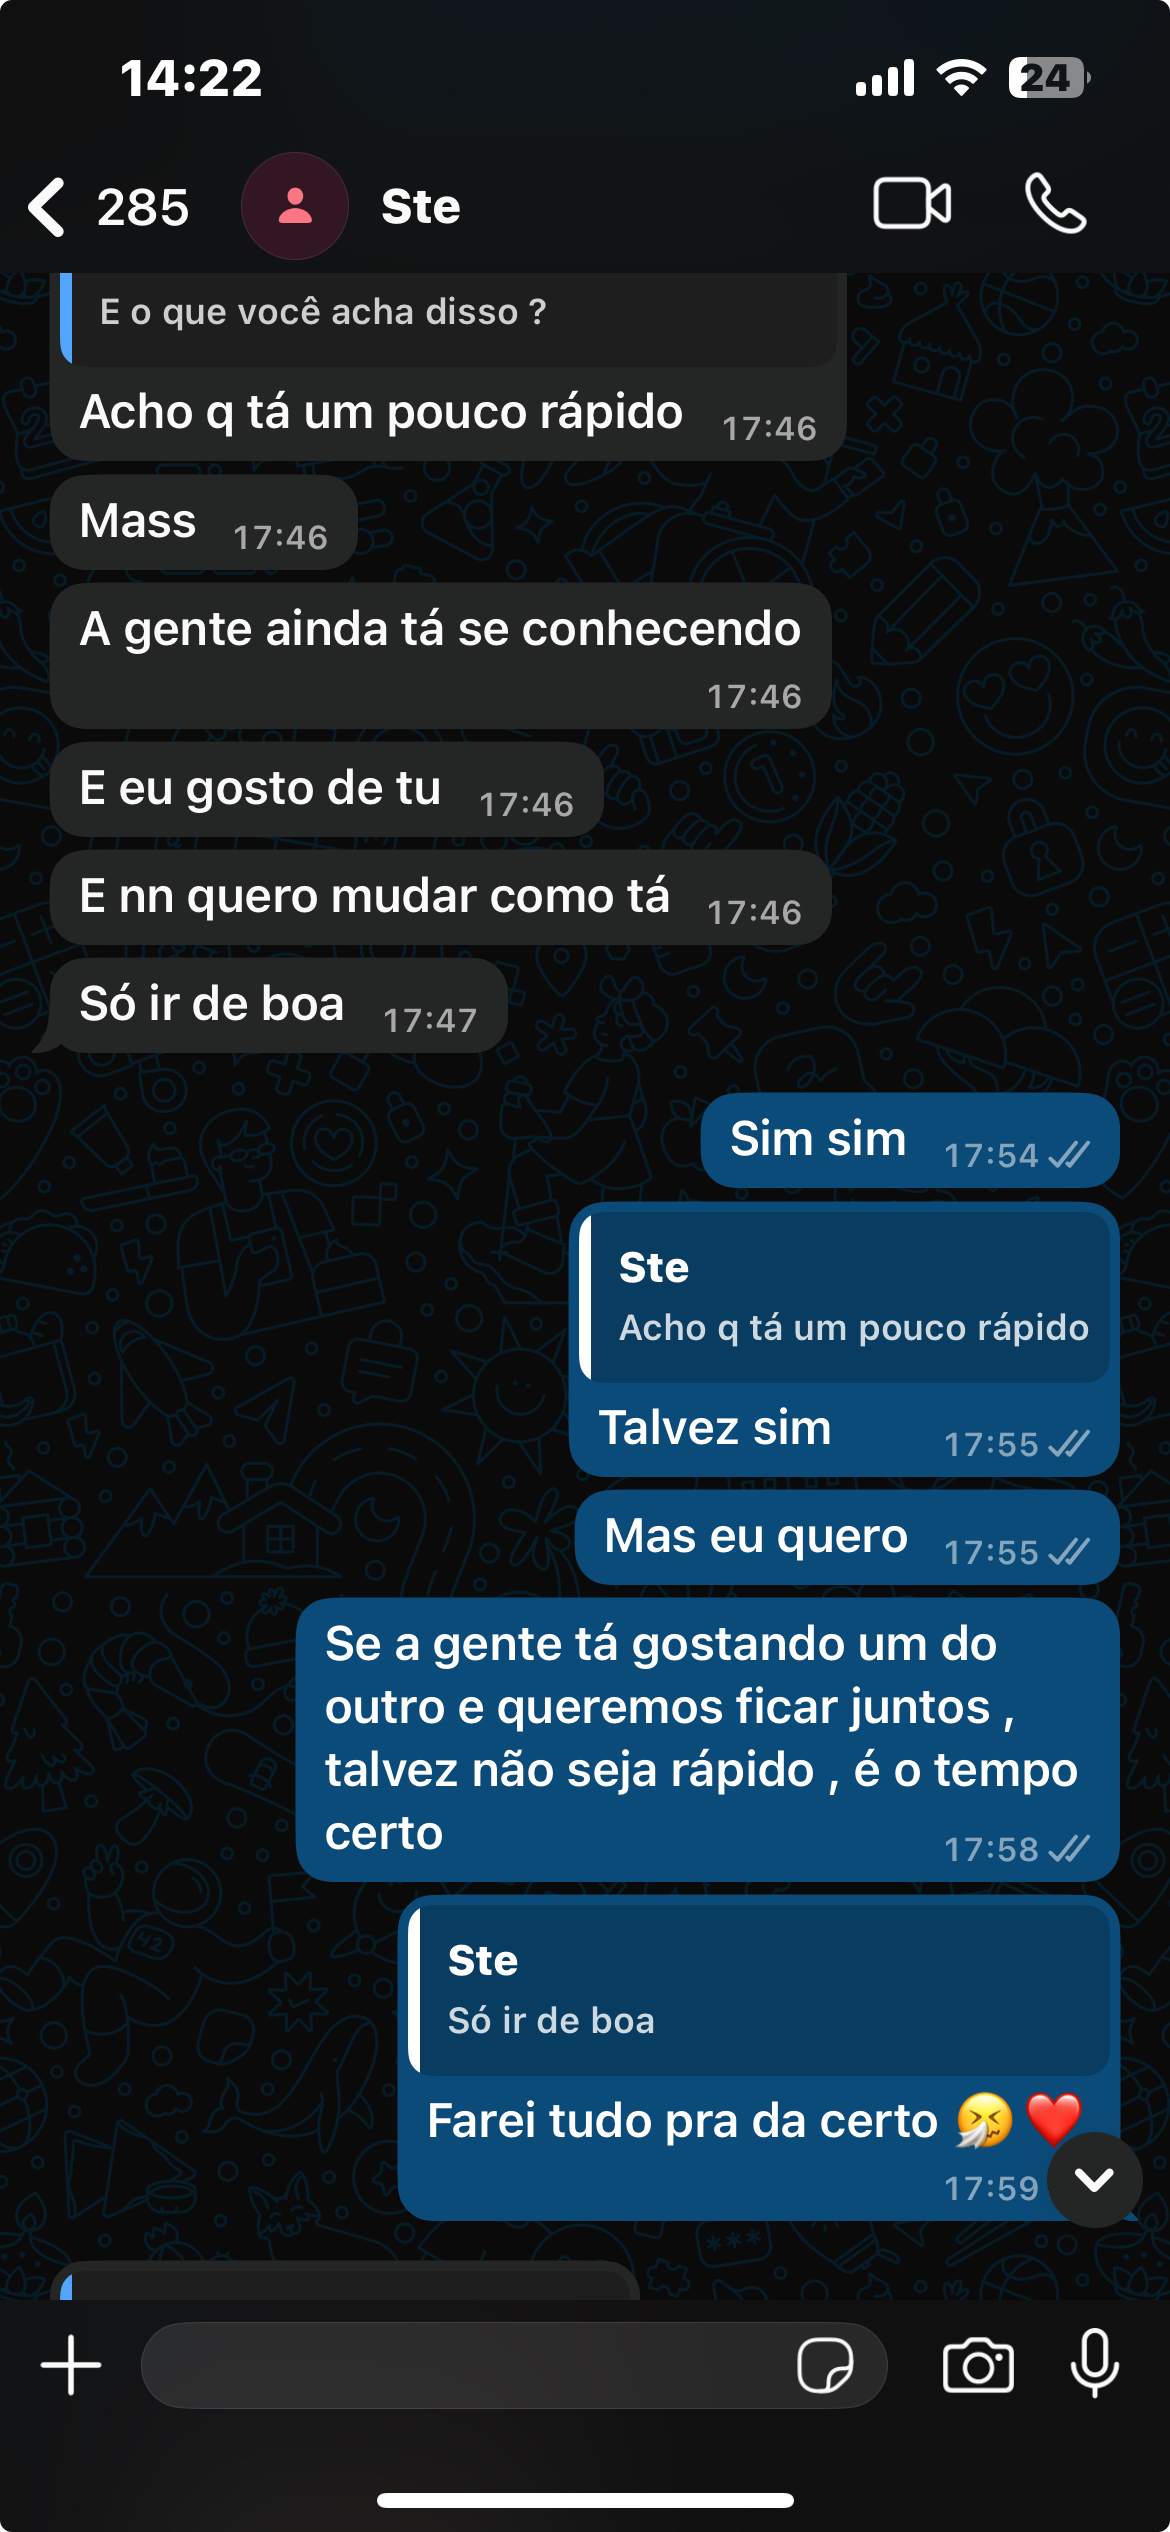 14:22
24
285
Ste
E o que você acha disso ?
Acho q tá um pouco rápido 17:46
Mass 17:46
A gente ainda tá se conhecendo
17:46
E eu gosto de tu 17:46
E nn quero mudar como tá 17:46
Só ir de boa 17:47
Sim sim 17:54
Ste
Acho q tá um pouco rápido
Talvez sim 17:55
Mas eu quero 17:55
Se a gente tá gostando um do
outro e queremos ficar juntos ,
talvez não seja rápido , é o tempo
certo 17:58
Ste
Só ir de boa
Farei tudo pra da certo 🤧 ❤️
17:59